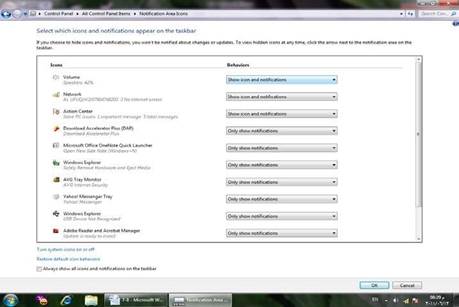 Control Panel ▸ All Control Panel Items ▸ Notification Area Icons
Search Con...
Select which icons and notifications appear on the taskbar
If you choose to hide icons and notifications, you won't be notified about changes or updates. To view hidden icons at any time, click the arrow next to the notification area on the
taskbar.
Icons Behaviors
Volume Show icon and notifications
Speakers: 42%
Network Show icon and notifications
Internet access
Action Center Show icon and notifications
Solve PC issues: 1 important message 5 total messages
Download Accelerator Plus (DAP) Only show notifications
Download Accelerator Plus
Microsoft Office OneNote Quick Launcher Only show notifications
Open New Side Note (Windows+N)
Windows Explorer Only show notifications
Safely Remove Hardware and Eject Media
AVG Tray Monitor Only show notifications
AVG Internet Security
Yahoo! Messenger Tray Only show notifications
Yahoo! Messenger
Windows Explorer Only show notifications
USB Device Not Recognized
Adobe Reader and Acrobat Manager Only show notifications
Update is ready to install
Turn system icons on or off
Restore default icon behaviors
Always show all icons and notifications on the taskbar
OK Cancel
7-8 - Microsoft W...
Notification Area ...
EN